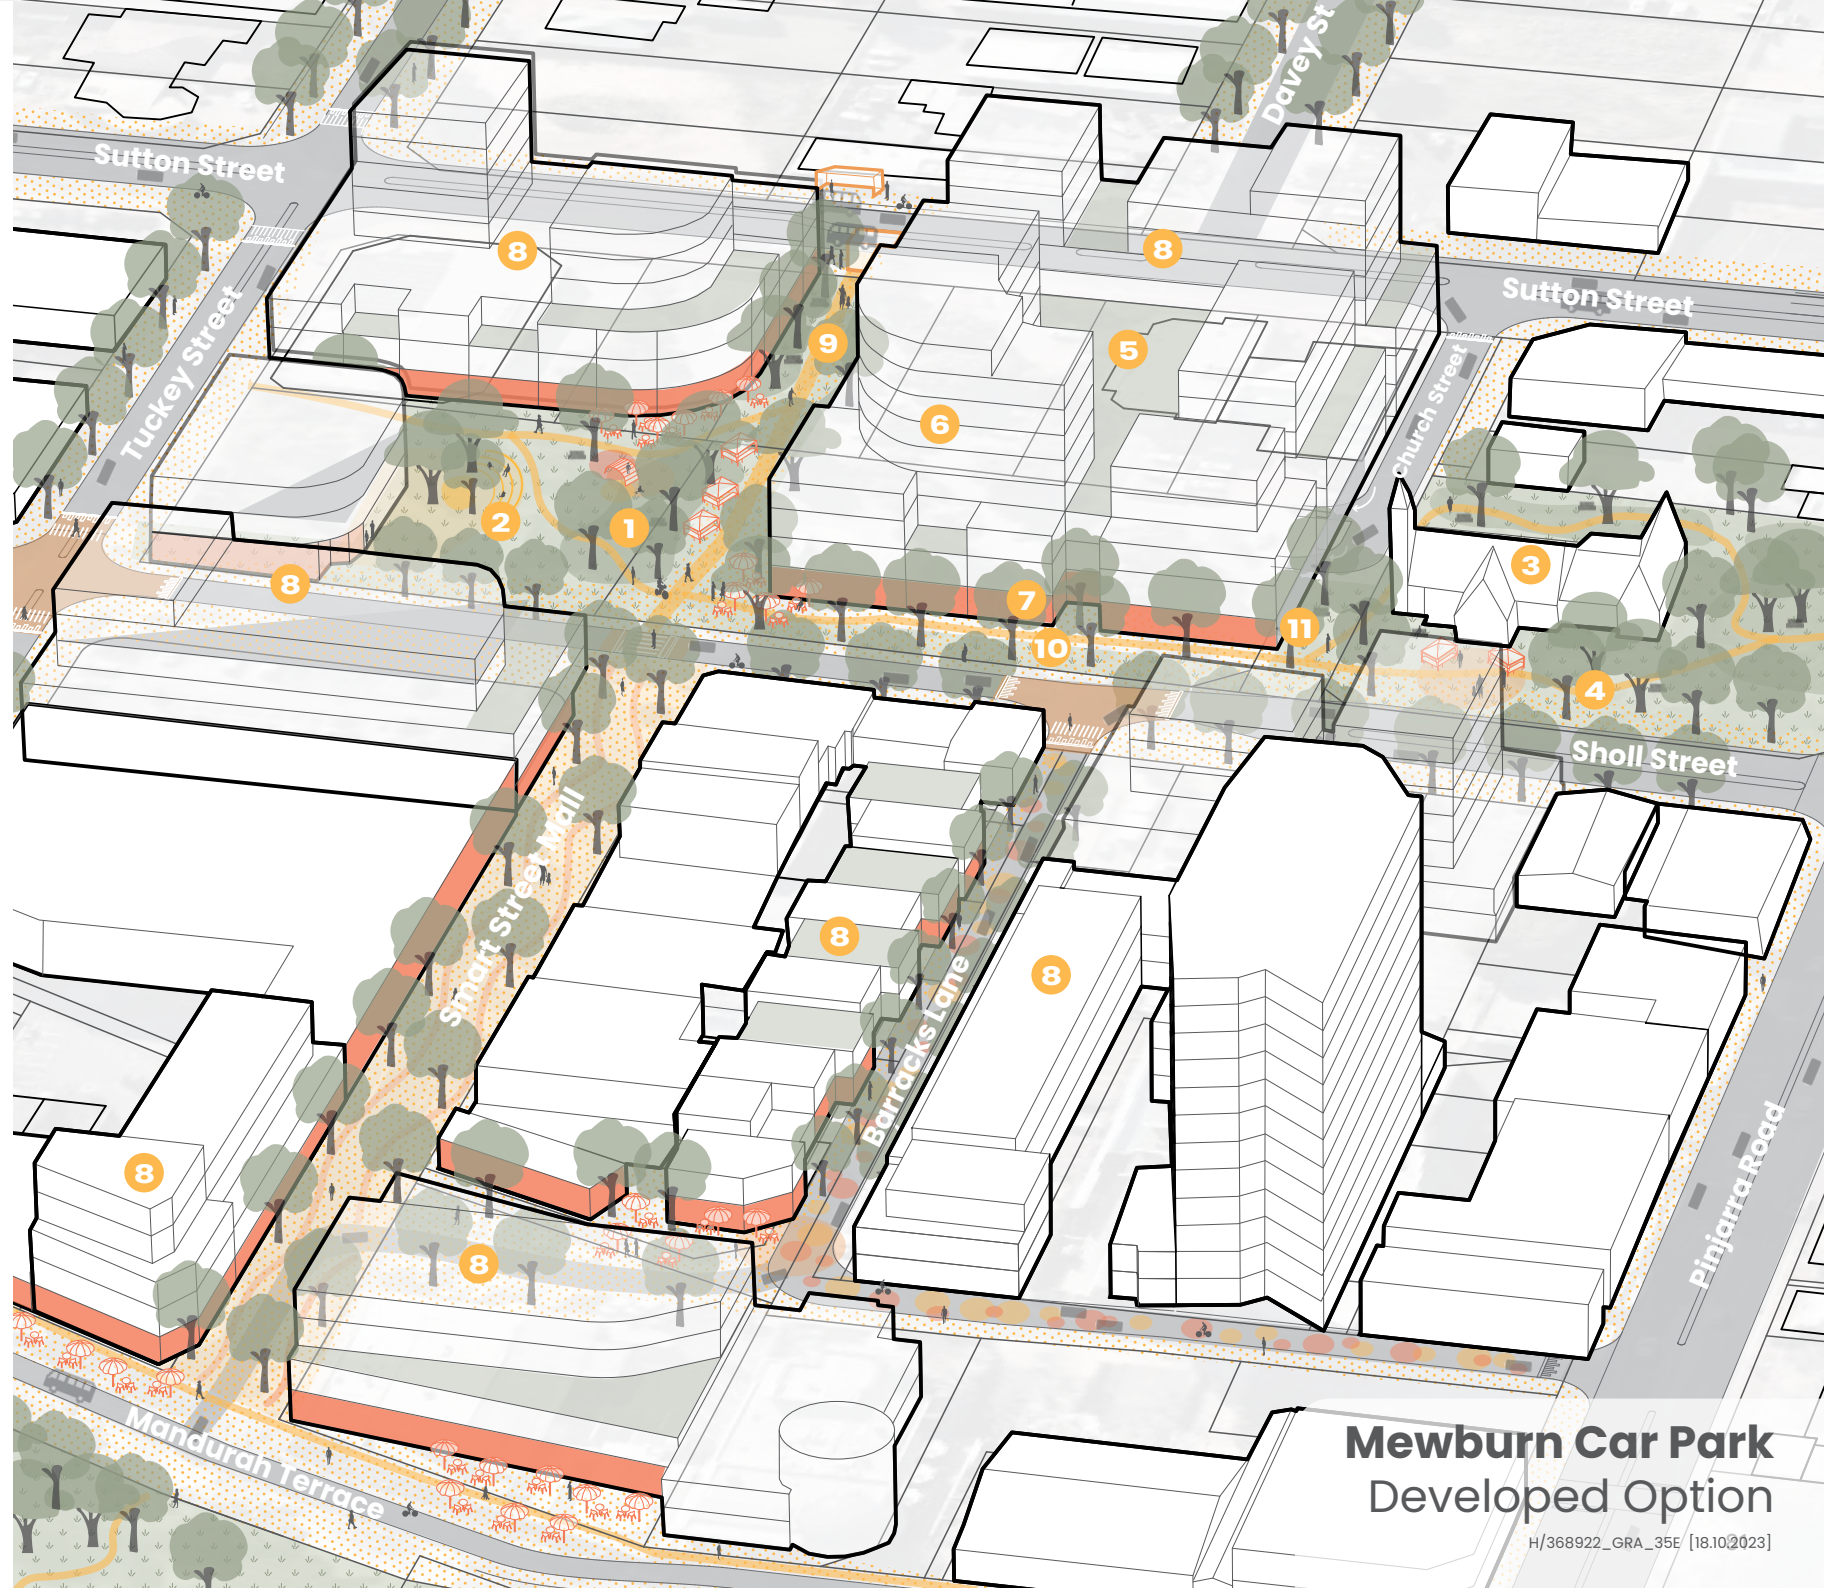 Davey St
Sutton Street
8
8
Sutton Street
Tuckey Street
9
5
Church Street
6
2
1
3
8
7
11
10
4
Sholl Street
Smart Street Mall
8
8
Barracks Lane
8
Pinjarra Road
8
Mandurah Terrace
Mewburn Car Park
Developed Option
H/368922_GRA_35E [18.10.2023]